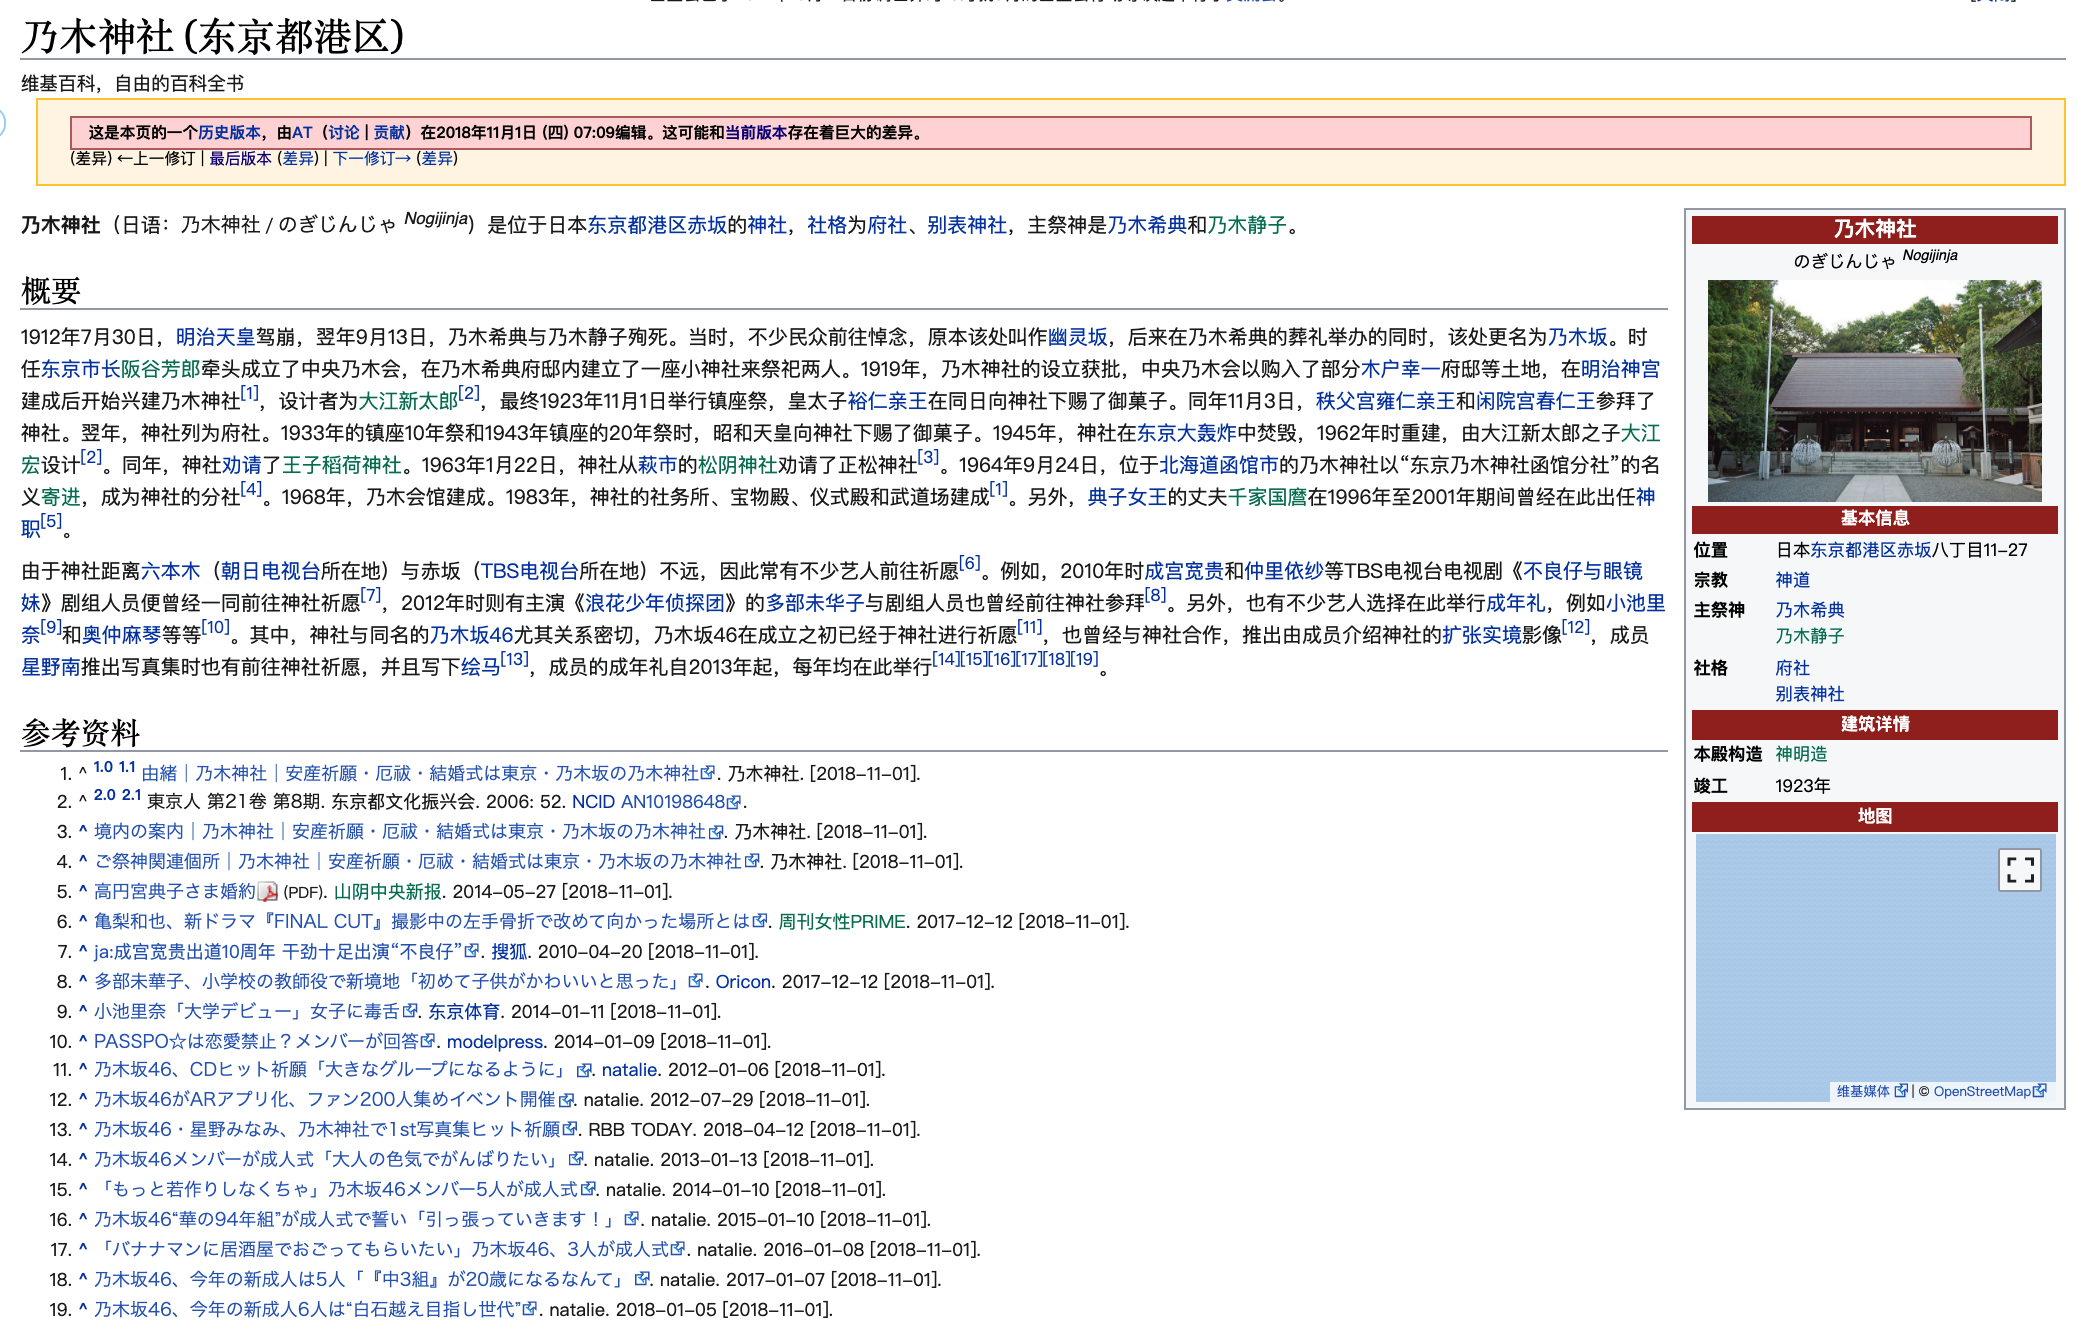 乃木神社 (东京都港区)
维基百科，自由的百科全书
这是本页的一个历史版本，由AT（讨论 | 贡献）在2018年11月1日 (四) 07:09编辑。这可能和当前版本存在着巨大的差异。
(差异) ←上一修订 | 最后版本 (差异) | 下一修订→ (差异)
乃木神社（日语：乃木神社 / のぎじんじゃ Nogijinja）是位于日本东京都港区赤坂的神社，社格为府社、别表神社，主祭神是乃木希典和乃木静子。
概要
1912年7月30日，明治天皇驾崩，翌年9月13日，乃木希典与乃木静子殉死。当时，不少民众前往悼念，原本该处叫作幽灵坂，后来在乃木希典的葬礼举办的同时，该处更名为乃木坂。时
任东京市长阪谷芳郎牵头成立了中央乃木会，在乃木希典府邸内建立了一座小神社来祭祀两人。1919年，乃木神社的设立获批，中央乃木会以购入了部分木户幸一府邸等土地，在明治神宫
建成后开始兴建乃木神社[1]，设计者为大江新太郎[2]，最终1923年11月1日举行镇座祭，皇太子裕仁亲王在同日向神社下赐了御菓子。同年11月3日，秩父宫雍仁亲王和闲院宫春仁王参拜了
神社。翌年，神社列为府社。1933年的镇座10年祭和1943年镇座的20年祭时，昭和天皇向神社下赐了御菓子。1945年，神社在东京大轰炸中焚毁，1962年时重建，由大江新太郎之子大江
宏设计[2]。同年，神社劝请了王子稻荷神社。1963年1月22日，神社从萩市的松阴神社劝请了正松神社[3]。1964年9月24日，位于北海道函馆市的乃木神社以“东京乃木神社函馆分社”的名
义寄进，成为神社的分社[4]。1968年，乃木会馆建成。1983年，神社的社务所、宝物殿、仪式殿和武道场建成[1]。另外，典子女王的丈夫千家国麿在1996年至2001年期间曾经在此出任神
职[5]。
由于神社距离六本木（朝日电视台所在地）与赤坂（TBS电视台所在地）不远，因此常有不少艺人前往祈愿[6]。例如，2010年时成宫宽贵和仲里依纱等TBS电视台电视剧《不良仔与眼镜
妹》剧组人员便曾经一同前往神社祈愿[7]，2012年时则有主演《浪花少年侦探团》的多部未华子与剧组人员也曾经前往神社参拜[8]。另外，也有不少艺人选择在此举行成年礼，例如小池里
奈[9]和奥仲麻琴等等[10]。其中，神社与同名的乃木坂46尤其关系密切，乃木坂46在成立之初已经于神社进行祈愿[11]，也曾经与神社合作，推出由成员介绍神社的扩张实境影像[12]，成员
星野南推出写真集时也有前往神社祈愿，并且写下绘马[13]，成员的成年礼自2013年起，每年均在此举行[14][15][16][17][18][19]。
参考资料
1. ^ 1.0 1.1 由緒｜乃木神社｜安産祈願・厄祓・結婚式は東京・乃木坂の乃木神社. 乃木神社. [2018-11-01].
2. ^ 2.0 2.1 東京人 第21卷 第8期. 东京都文化振兴会. 2006: 52. NCID AN10198648.
3. ^ 境内の案内｜乃木神社｜安産祈願・厄祓・結婚式は東京・乃木坂の乃木神社. 乃木神社. [2018-11-01].
4. ^ ご祭神関連個所｜乃木神社｜安産祈願・厄祓・結婚式は東京・乃木坂の乃木神社. 乃木神社. [2018-11-01].
5. ^ 高円宮典子さま婚約 (PDF). 山阴中央新报. 2014-05-27 [2018-11-01].
6. ^ 亀梨和也、新ドラマ『FINAL CUT』撮影中の左手骨折で改めて向かった場所とは. 周刊女性PRIME. 2017-12-12 [2018-11-01].
7. ^ ja:成宫宽贵出道10周年 干劲十足出演“不良仔”. 搜狐. 2010-04-20 [2018-11-01].
8. ^ 多部未華子、小学校の教師役で新境地「初めて子供がかわいいと思った」. Oricon. 2017-12-12 [2018-11-01].
9. ^ 小池里奈「大学デビュー」女子に毒舌. 东京体育. 2014-01-11 [2018-11-01].
10. ^ PASSPO☆は恋愛禁止？メンバーが回答. modelpress. 2014-01-09 [2018-11-01].
11. ^ 乃木坂46、CDヒット祈願「大きなグループになるように」. natalie. 2012-01-06 [2018-11-01].
12. ^ 乃木坂46がARアプリ化、ファン200人集めイベント開催. natalie. 2012-07-29 [2018-11-01].
13. ^ 乃木坂46・星野みなみ、乃木神社で1st写真集ヒット祈願. RBB TODAY. 2018-04-12 [2018-11-01].
14. ^ 乃木坂46メンバーが成人式「大人の色気でがんばりたい」. natalie. 2013-01-13 [2018-11-01].
15. ^ 「もっと若作りしなくちゃ」乃木坂46メンバー5人が成人式. natalie. 2014-01-10 [2018-11-01].
16. ^ 乃木坂46“華の94年組”が成人式で誓い「引っ張っていきます！」. natalie. 2015-01-10 [2018-11-01].
17. ^ 「バナナマンに居酒屋でおごってもらいたい」乃木坂46、3人が成人式. natalie. 2016-01-08 [2018-11-01].
18. ^ 乃木坂46、今年の新成人は5人「『中3組』が20歳になるなんて」. natalie. 2017-01-07 [2018-11-01].
19. ^ 乃木坂46、今年の新成人6人は“白石越え目指し世代”. natalie. 2018-01-05 [2018-11-01].
乃木神社
のぎじんじゃ Nogijinja
基本信息
位置 日本东京都港区赤坂八丁目11-27
宗教 神道
主祭神 乃木希典
乃木静子
社格 府社
别表神社
建筑详情
本殿构造 神明造
竣工 1923年
地图
维基媒体 | © OpenStreetMap